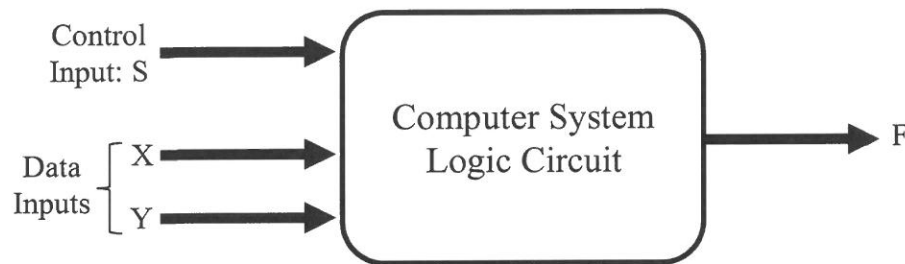 Control
Input: S
Data
Inputs
X
Y
Computer System
Logic Circuit
F